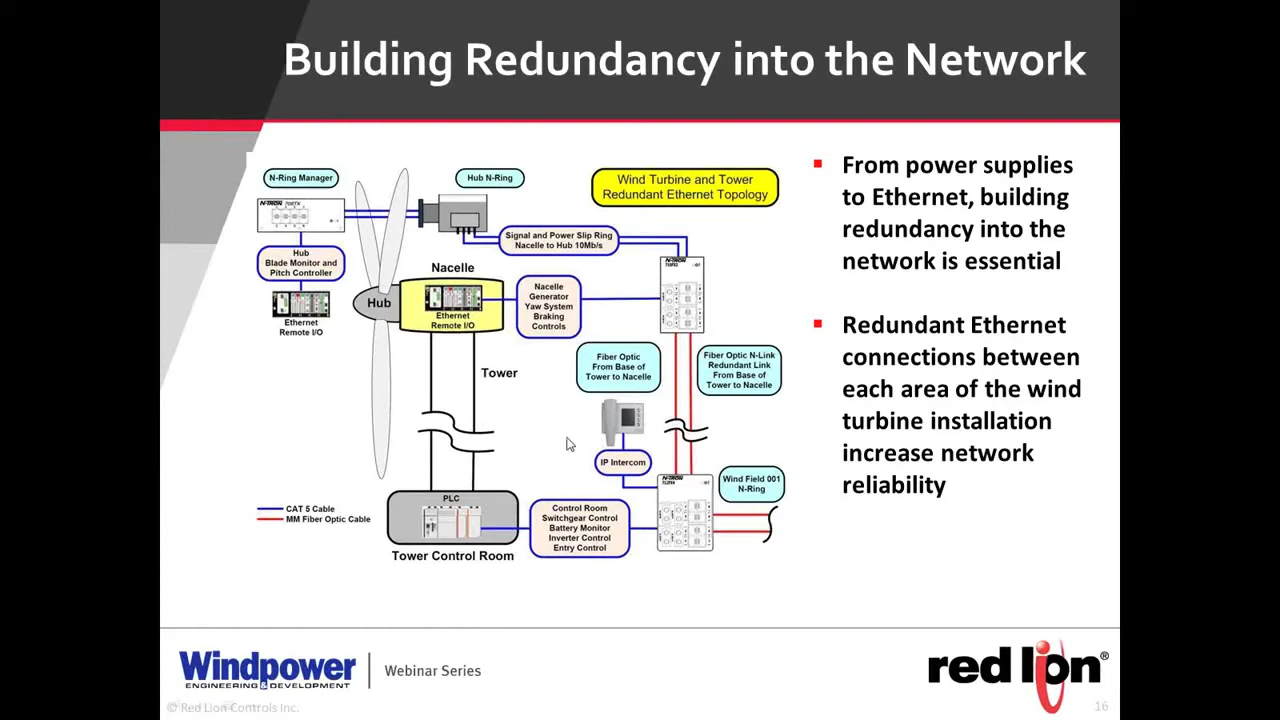 Building Redundancy into the Network
N-Ring Manager
Hub N-Ring
Wind Turbine and Tower
Redundant Ethernet Topology
N-TRON
Signal and Power Slip Ring
Nacelle to Hub 10Mb/s
Hub
Blade Monitor and
Pitch Controller
Ethernet
Remote I/O
Nacelle
Hub
Ethernet
Remote I/O
Nacelle
Generator
Yaw System
Braking
Controls
N-TRON
Fiber Optic
From Base of
Tower to Nacelle
Fiber Optic N-Link
Redundant Link
From Base of
Tower to Nacelle
Tower
IP Intercom
N-TRON
Wind Field 001
N-Ring
CAT 5 Cable
MM Fiber Optic Cable
PLC
Tower Control Room
Control Room
Switchgear Control
Battery Monitor
Inverter Control
Entry Control
From power supplies
to Ethernet, building
redundancy into the
network is essential
Redundant Ethernet
connections between
each area of the wind
turbine installation
increase network
reliability
Windpower
ENGINEERING & DEVELOPMENT
Webinar Series
red lion®
© Red Lion Controls Inc.
16